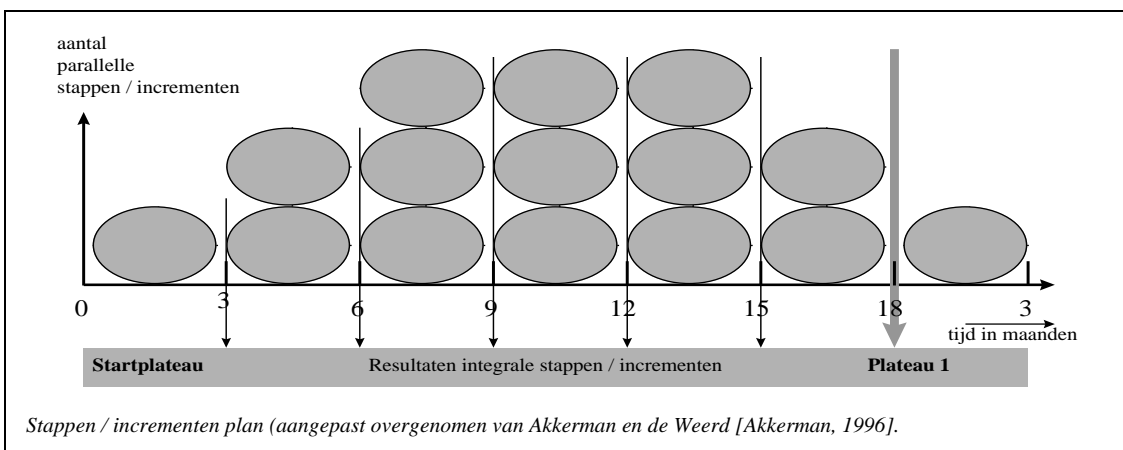 aantal
parallelle
stappen / incrementen
0 3 6 9 12 15 18 3
tijd in maanden
Startplateau Resultaten integrale stappen / incrementen Plateau 1
Stappen / incrementen plan (aangepast overgenomen van Akkerman en de Weerd [Akkerman, 1996].